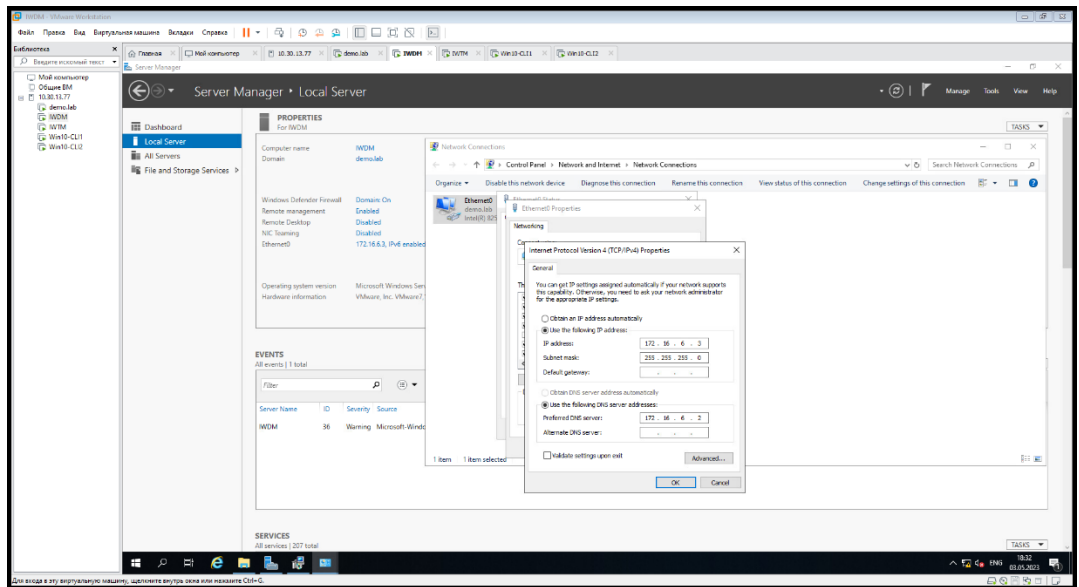 IWDM - VMware Workstation
Файл Правка Вид Виртуальная машина Вкладки Справка
Библиотека
Введите искомый текст
Мой компьютер
Общие ВМ
10.30.13.77
demo.lab
IWDM
IWTM
Win10-CLI1
Win10-CLI2
Главная Мой компьютер 10.30.13.77 demo.lab IWDM IWTM Win10-CLI1 Win10-CLI2
Server Manager
Server Manager • Local Server
Manage Tools View Help
Dashboard
Local Server
All Servers
File and Storage Services
PROPERTIES
For IWDM
TASKS
Computer name IWDM
Domain demo.lab
Windows Defender Firewall Domain: On
Remote management Enabled
Remote Desktop Disabled
NIC Teaming Disabled
Ethernet0 172.16.6.3, IPv6 enabled
Operating system version Microsoft Windows Ser
Hardware information VMware, Inc. VMware7,
EVENTS
All events | 1 total
Filter
Server Name ID Severity Source
IWDM 36 Warning Microsoft-Windo
SERVICES
All services | 207 total
TASKS
Network Connections
Control Panel › Network and Internet › Network Connections
Search Network Connections
Organize Disable this network device Diagnose this connection Rename this connection View status of this connection Change settings of this connection
Ethernet0
demo.lab
Intel(R) 825
1 item 1 item selected
Ethernet0 Status
Ethernet0 Properties
Networking
Co
Th
Internet Protocol Version 4 (TCP/IPv4) Properties
General
You can get IP settings assigned automatically if your network supports
this capability. Otherwise, you need to ask your network administrator
for the appropriate IP settings.
Obtain an IP address automatically
Use the following IP address:
IP address: 172 . 16 . 6 . 3
Subnet mask: 255 . 255 . 255 . 0
Default gateway: . . .
Obtain DNS server address automatically
Use the following DNS server addresses:
Preferred DNS server: 172 . 16 . 6 . 2
Alternate DNS server: . . .
Validate settings upon exit
Advanced...
OK Cancel
ENG
18:32
03.05.2023
Для входа в эту виртуальную машину, щелкните внутрь окна или нажмите Ctrl+G.